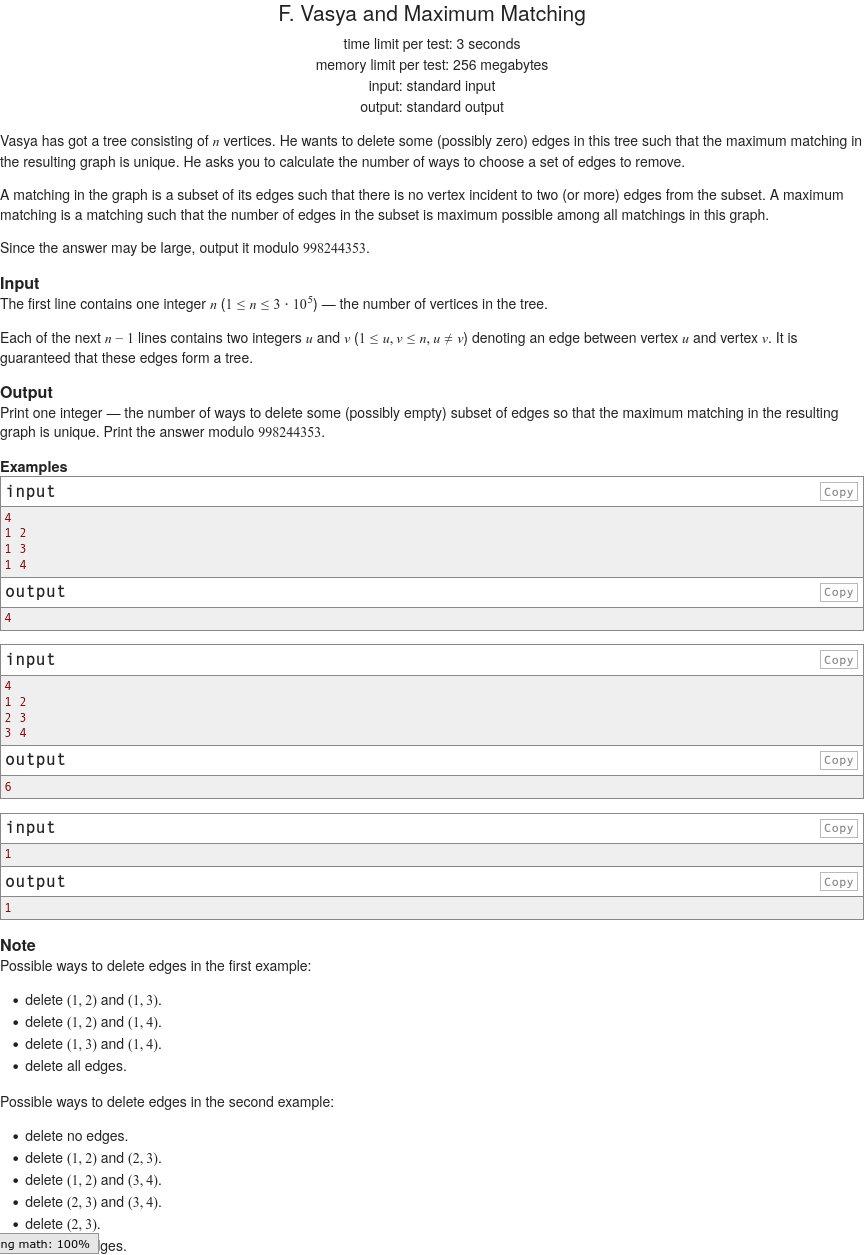 F. Vasya and Maximum Matching
time limit per test: 3 seconds
memory limit per test: 256 megabytes
input: standard input
output: standard output
Vasya has got a tree consisting of n vertices. He wants to delete some (possibly zero) edges in this tree such that the maximum matching in
the resulting graph is unique. He asks you to calculate the number of ways to choose a set of edges to remove.
A matching in the graph is a subset of its edges such that there is no vertex incident to two (or more) edges from the subset. A maximum
matching is a matching such that the number of edges in the subset is maximum possible among all matchings in this graph.
Since the answer may be large, output it modulo 998244353.
Input
The first line contains one integer n (1 ≤ n ≤ 3 · 10⁵) — the number of vertices in the tree.
Each of the next n − 1 lines contains two integers u and v (1 ≤ u, v ≤ n, u ≠ v) denoting an edge between vertex u and vertex v. It is
guaranteed that these edges form a tree.
Output
Print one integer — the number of ways to delete some (possibly empty) subset of edges so that the maximum matching in the resulting
graph is unique. Print the answer modulo 998244353.
Examples
input Copy
4
1 2
1 3
1 4
output Copy
4
input Copy
4
1 2
2 3
3 4
output Copy
6
input Copy
1
output Copy
1
Note
Possible ways to delete edges in the first example:
• delete (1, 2) and (1, 3).
• delete (1, 2) and (1, 4).
• delete (1, 3) and (1, 4).
• delete all edges.
Possible ways to delete edges in the second example:
• delete no edges.
• delete (1, 2) and (2, 3).
• delete (1, 2) and (3, 4).
• delete (2, 3) and (3, 4).
• delete (2, 3).
ng math: 100% ges.